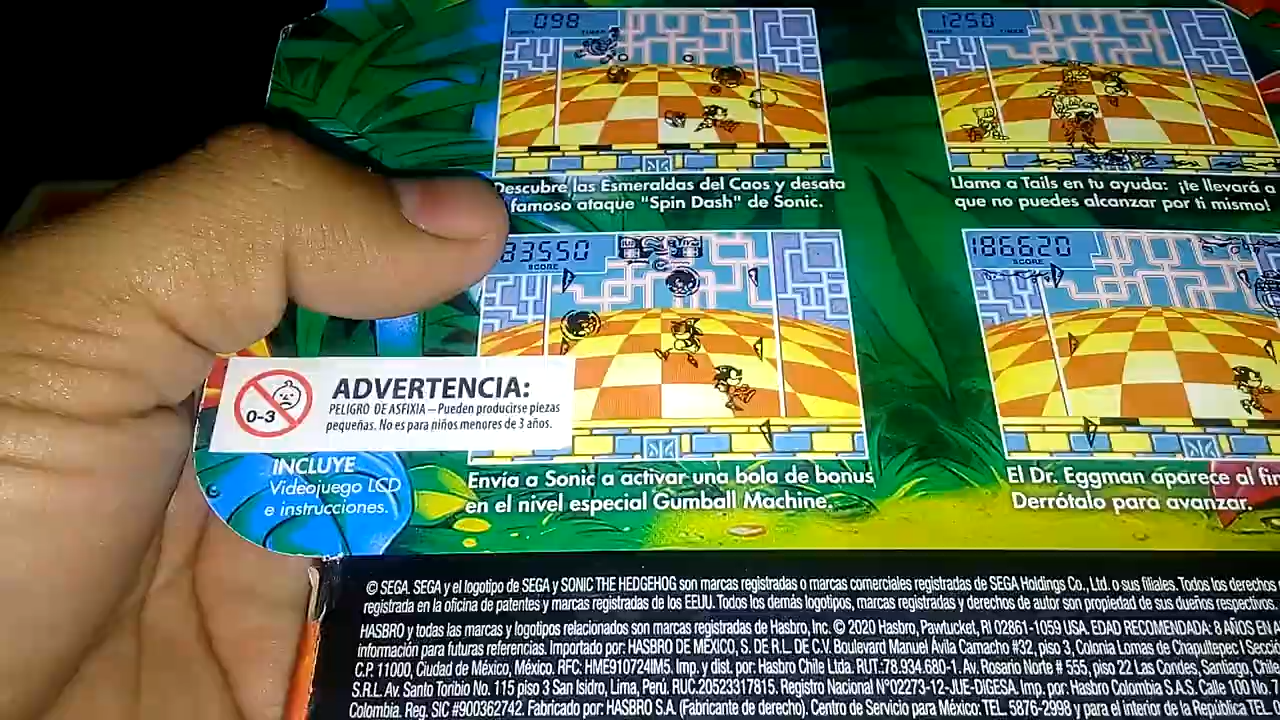 098
1250
Descubre las Esmeraldas del Caos y desata
famoso ataque "Spin Dash" de Sonic.
Llama a Tails en tu ayuda: ¡te llevará a
que no puedes alcanzar por ti mismo!
83550
SCORE
186620
SCORE
0-3
ADVERTENCIA:
PELIGRO DE ASFIXIA – Pueden producirse piezas
pequeñas. No es para niños menores de 3 años.
INCLUYE
Videojuego LCD
e instrucciones.
Envía a Sonic a activar una bola de bonus
en el nivel especial Gumball Machine.
El Dr. Eggman aparece al fin
Derrótalo para avanzar.
© SEGA. SEGA y el logotipo de SEGA y SONIC THE HEDGEHOG son marcas registradas o marcas comerciales registradas de SEGA Holdings Co., Ltd. o sus filiales. Todos los derechos
registrada en la oficina de patentes y marcas registradas de los EEUU. Todos los demás logotipos, marcas registradas y derechos de autor son propiedad de sus dueños respectivos.
HASBRO y todas las marcas y logotipos relacionados son marcas registradas de Hasbro, Inc. © 2020 Hasbro, Pawtucket, RI 02861-1059 USA. EDAD RECOMENDADA: 8 AÑOS EN A
información para futuras referencias. Importado por: HASBRO DE MEXICO, S. DE R.L. DE C.V. Boulevard Manuel Ávila Camacho #32, piso 3, Colonia Lomas de Chapultepec I Secció
C.P. 11000, Ciudad de México, México. RFC: HME910724IM5. Imp. y dist. por: Hasbro Chile Ltda. RUT:78.934.680-1. Av. Rosario Norte # 555, piso 22 Las Condes, Santiago, Chile
S.R.L. Av. Santo Toribio No. 115 piso 3 San Isidro, Lima, Perú. RUC.20523317815. Registro Nacional N°02273-12-JUE-DIGESA. Imp. por: Hasbro Colombia S.A.S. Calle 100 No. 7
Colombia. Reg. SIC #900362742. Fabricado por: HASBRO S.A. (Fabricante de derecho). Centro de Servicio para México: TEL. 5876-2998 y para el interior de la República TEL. 0